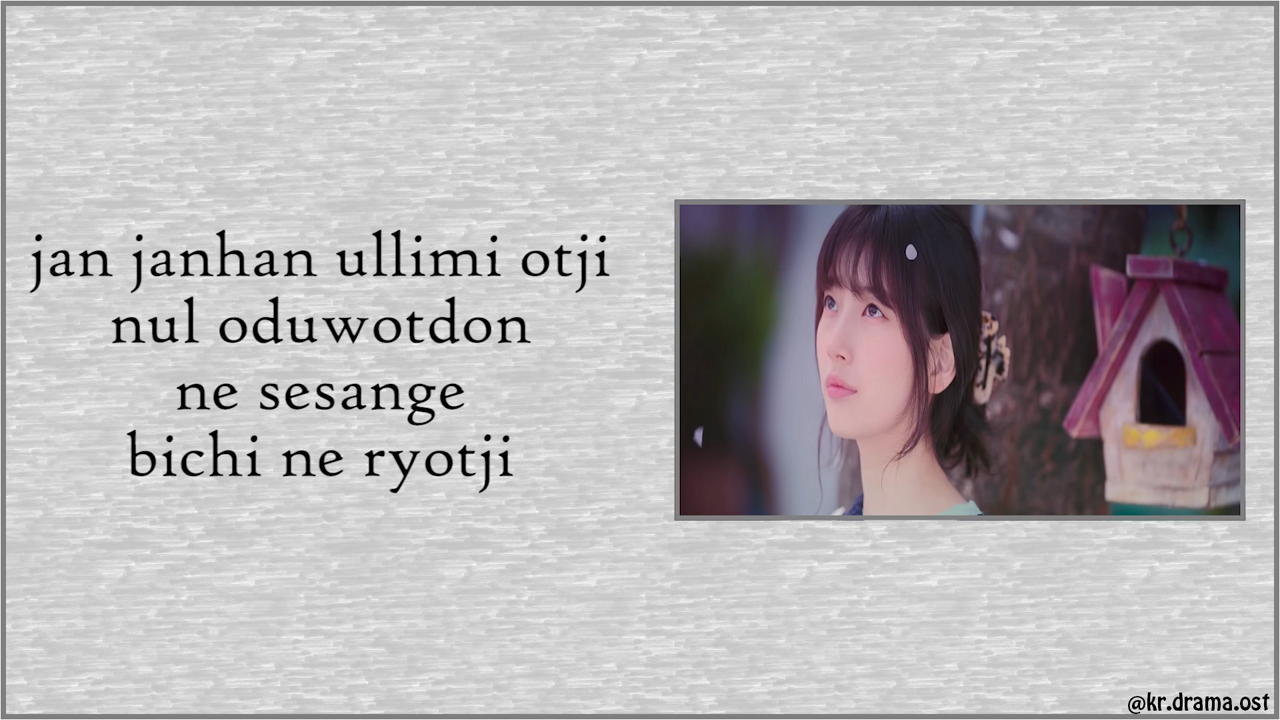 jan janhan ullimi otji
nul oduwotdon
ne sesange
bichi ne ryotji
@kr.drama.ost